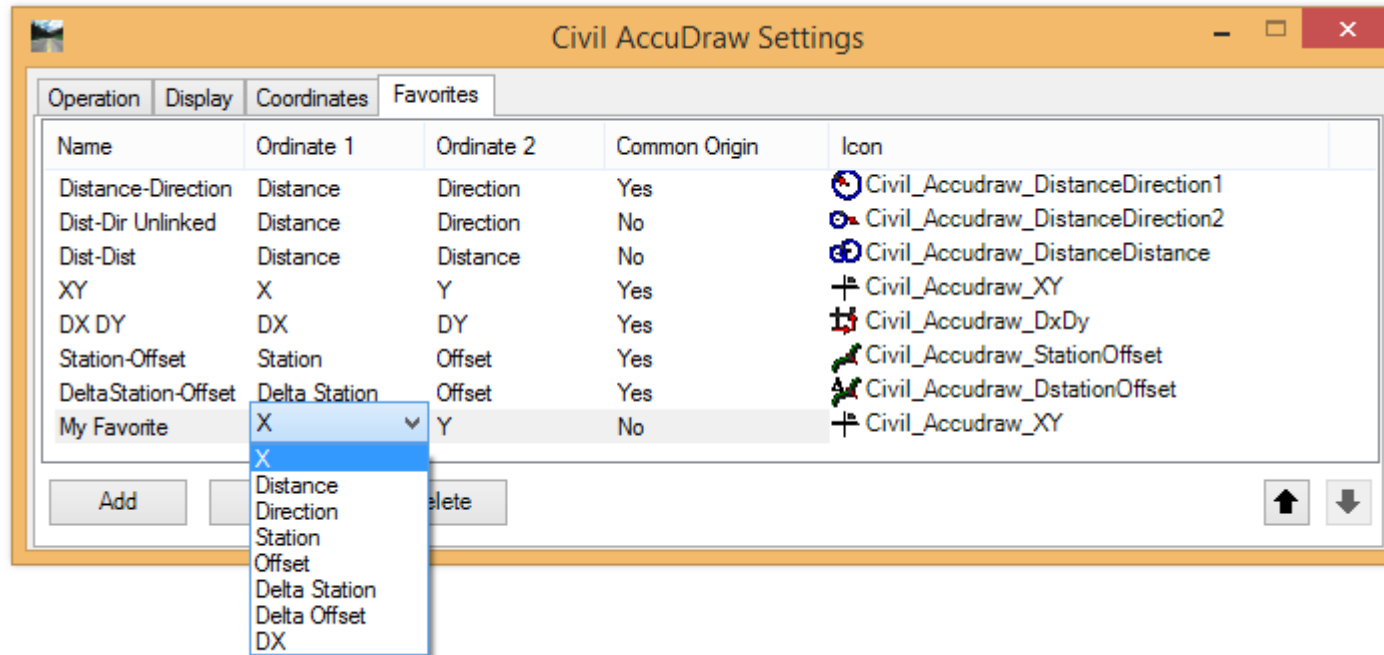 Civil AccuDraw Settings
Operation Display Coordinates Favorites
Name Ordinate 1 Ordinate 2 Common Origin Icon
Distance-Direction Distance Direction Yes Civil_Accudraw_DistanceDirection1
Dist-Dir Unlinked Distance Direction No Civil_Accudraw_DistanceDirection2
Dist-Dist Distance Distance No Civil_Accudraw_DistanceDistance
XY X Y Yes Civil_Accudraw_XY
DX DY DX DY Yes Civil_Accudraw_DxDy
Station-Offset Station Offset Yes Civil_Accudraw_StationOffset
DeltaStation-Offset Delta Station Offset Yes Civil_Accudraw_DstationOffset
My Favorite X Y No Civil_Accudraw_XY
X
Distance
Add elete
Direction
Station
Offset
Delta Station
Delta Offset
DX